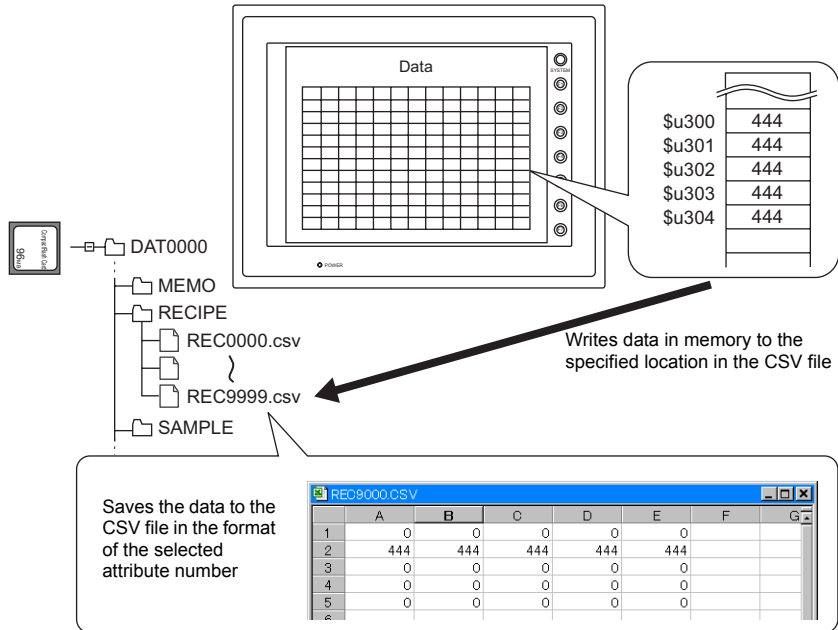 Data
SYSTEM
POWER
$u300 444
$u301 444
$u302 444
$u303 444
$u304 444
CompactFlash Card
96MB
DAT0000
MEMO
RECIPE
REC0000.csv
REC9999.csv
SAMPLE
Writes data in memory to the
specified location in the CSV file
Saves the data to the
CSV file in the format
of the selected
attribute number
REC9000.CSV
A B C D E F G
1 0 0 0 0 0
2 444 444 444 444 444
3 0 0 0 0 0
4 0 0 0 0 0
5 0 0 0 0 0
6